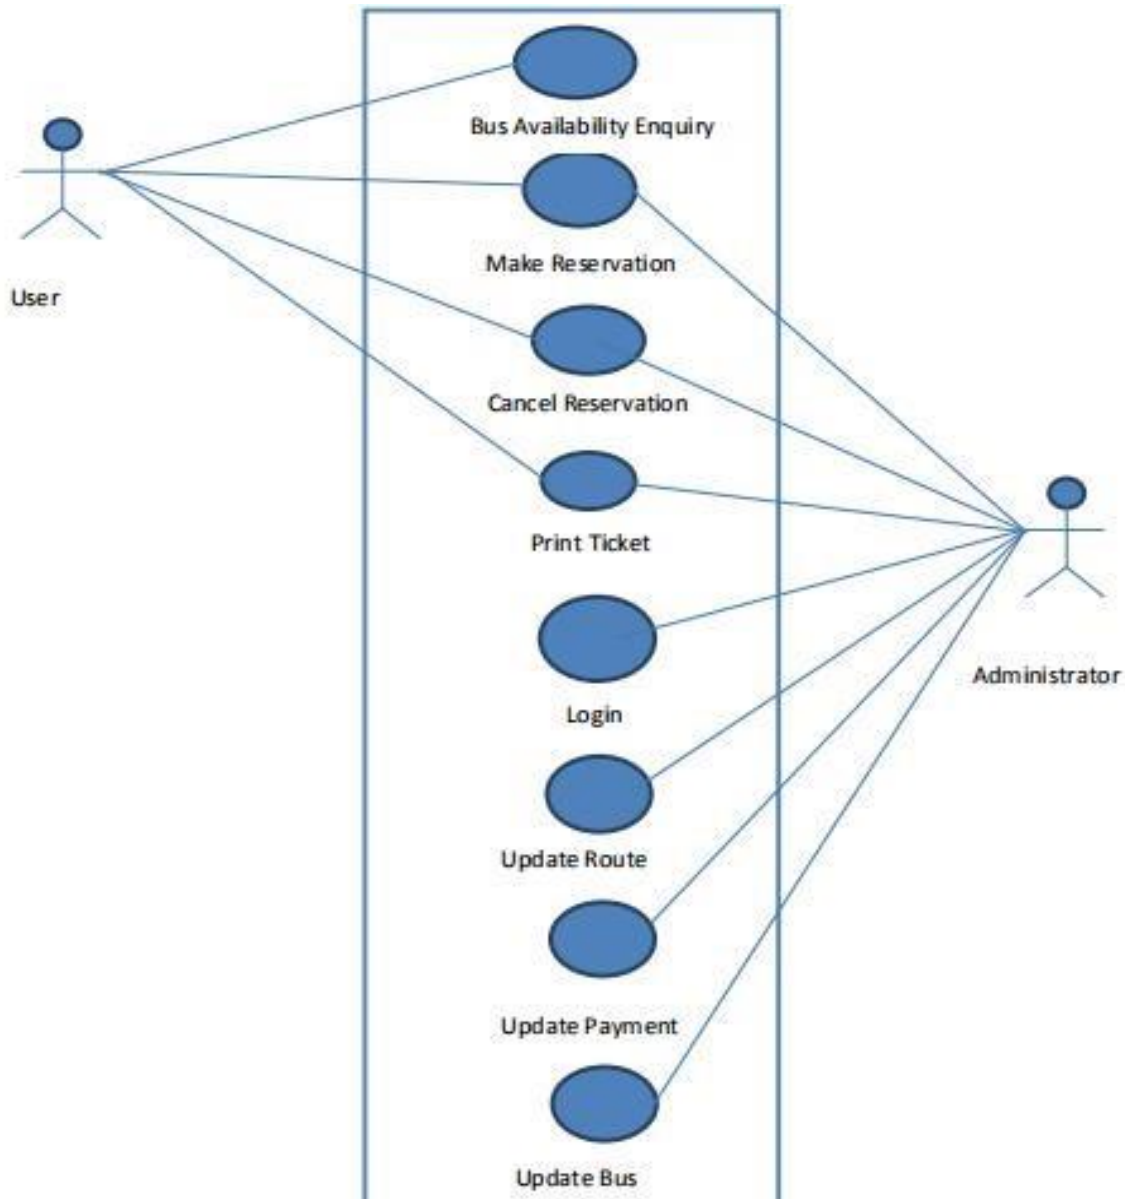 Bus Availability Enquiry
Make Reservation
User
Cancel Reservation
Print Ticket
Administrator
Login
Update Route
Update Payment
Update Bus